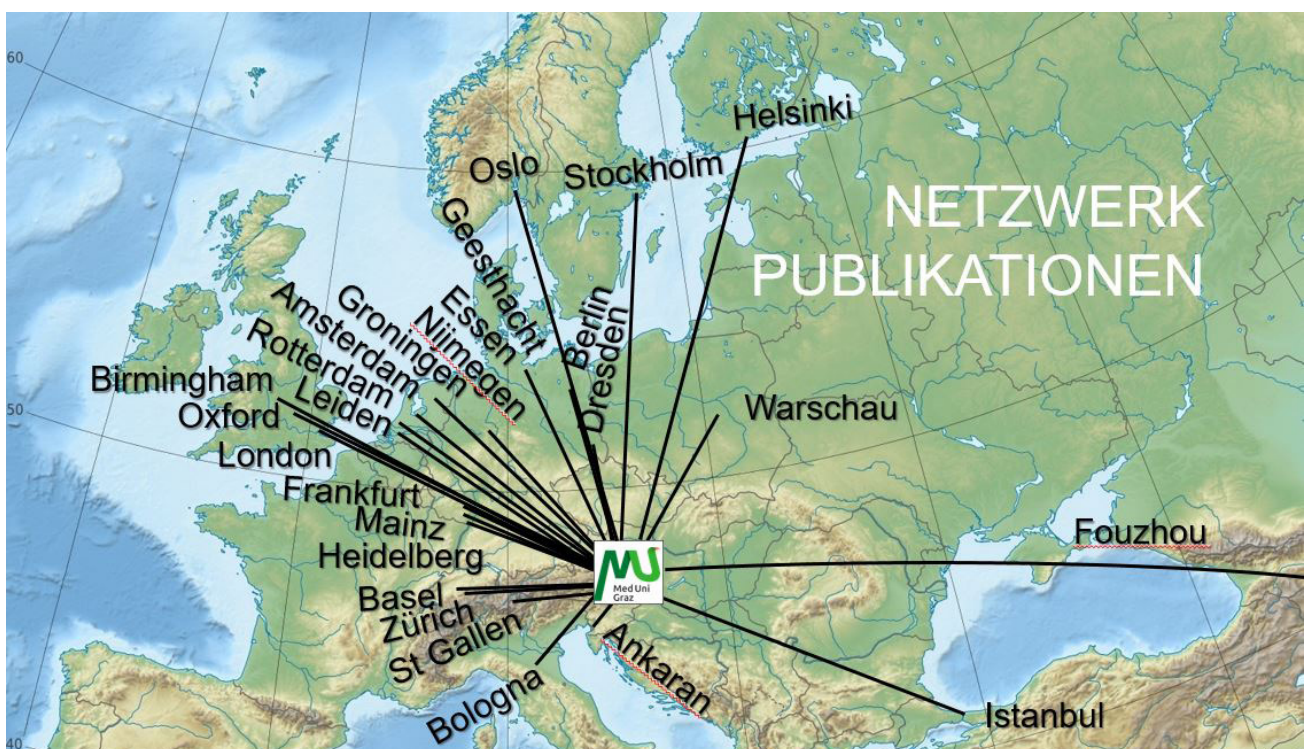 60
Helsinki
Oslo
Stockholm
NETZWERK
PUBLIKATIONEN
Geesthacht
Essen
Berlin
Dresden
Amsterdam
Groningen
Nijmegen
Rotterdam
Leiden
Birmingham
Oxford
50
London
Warschau
Frankfurt
Mainz
Heidelberg
Fouzhou
Med Uni
Graz
Basel
Zürich
St Gallen
Ankaran
Bologna
Istanbul
40